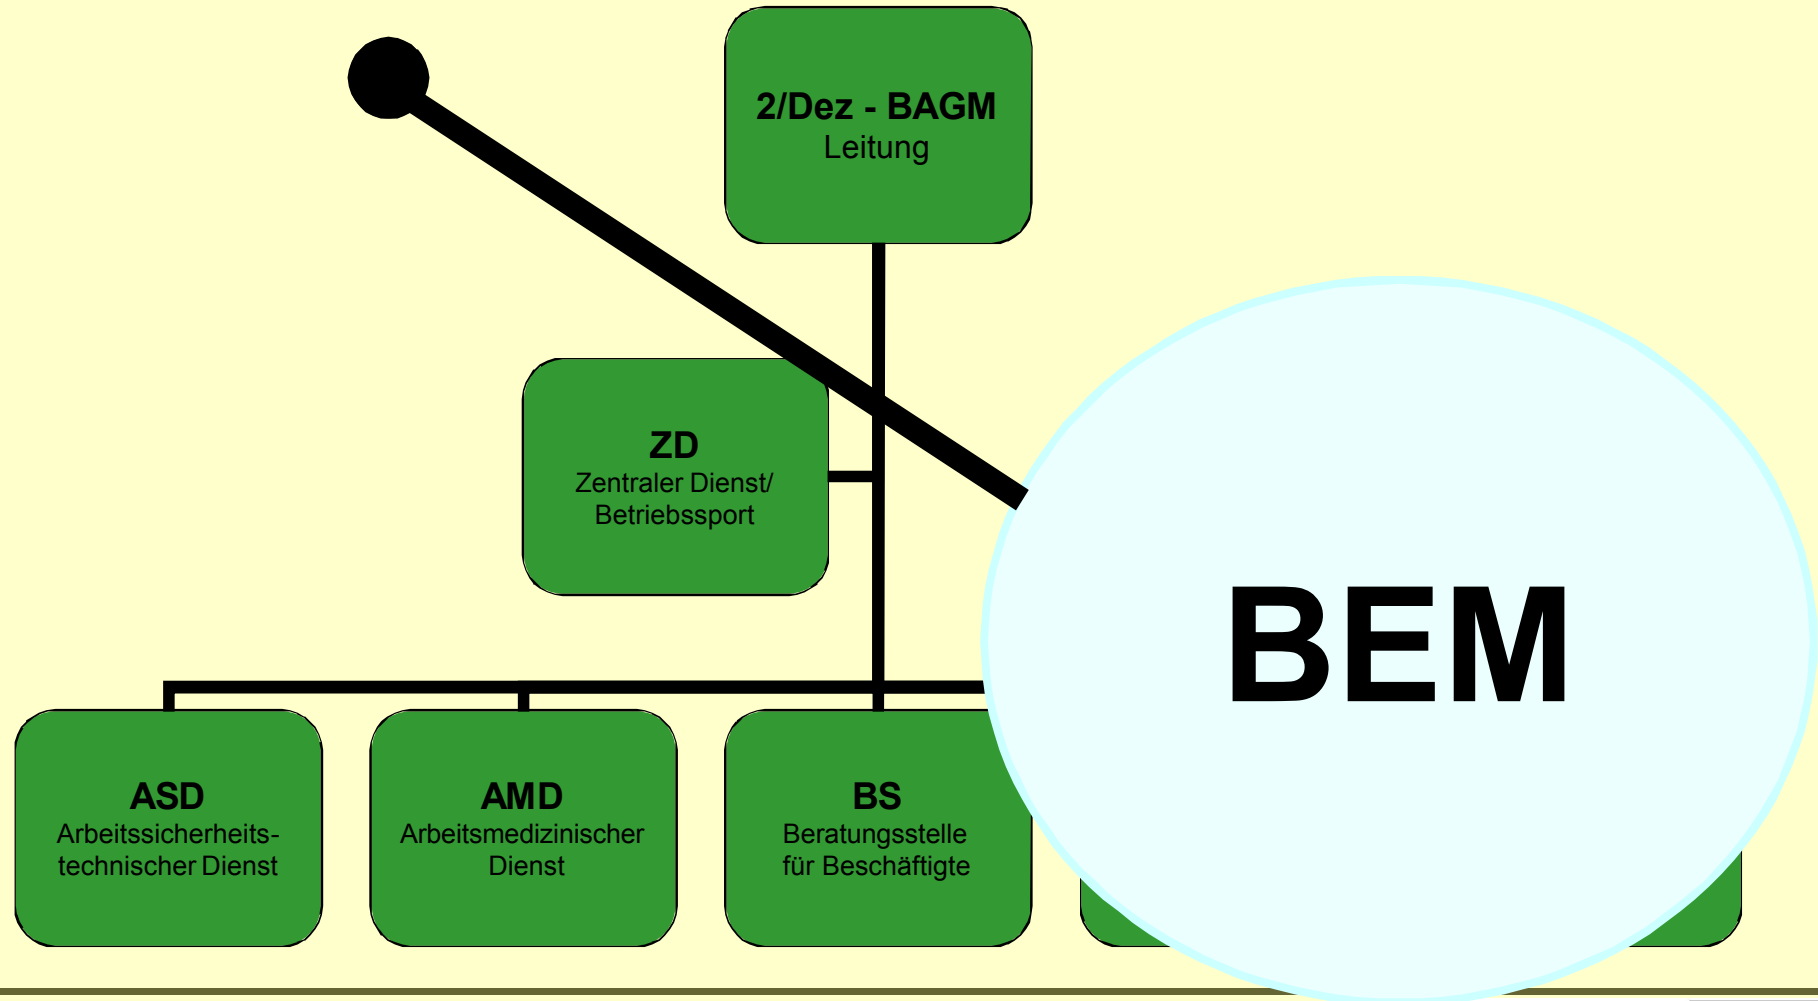 2/Dez - BAGM
Leitung
ZD
Zentraler Dienst/
Betriebssport
BEM
ASD
Arbeitssicherheits-
technischer Dienst
AMD
Arbeitsmedizinischer
Dienst
BS
Beratungsstelle
für Beschäftigte